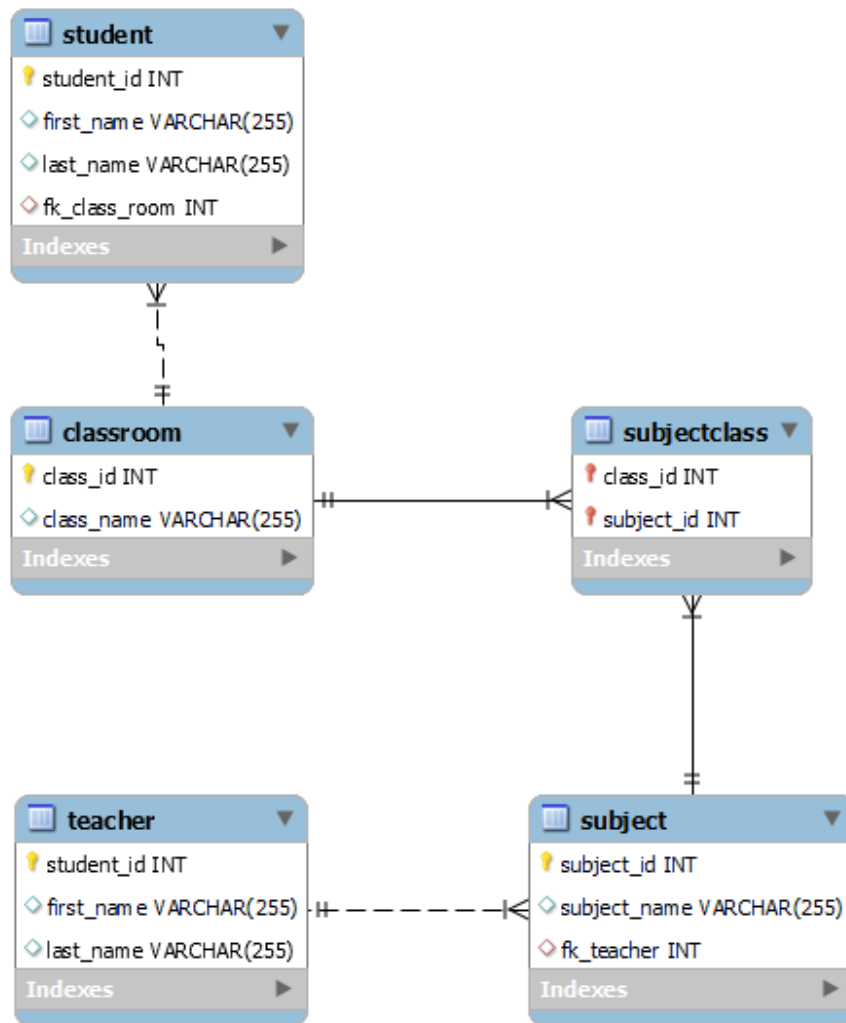 student
student_id INT
first_name VARCHAR(255)
last_name VARCHAR(255)
fk_class_room INT
Indexes
classroom
class_id INT
class_name VARCHAR(255)
Indexes
subjectclass
class_id INT
subject_id INT
Indexes
teacher
student_id INT
first_name VARCHAR(255)
last_name VARCHAR(255)
Indexes
subject
subject_id INT
subject_name VARCHAR(255)
fk_teacher INT
Indexes